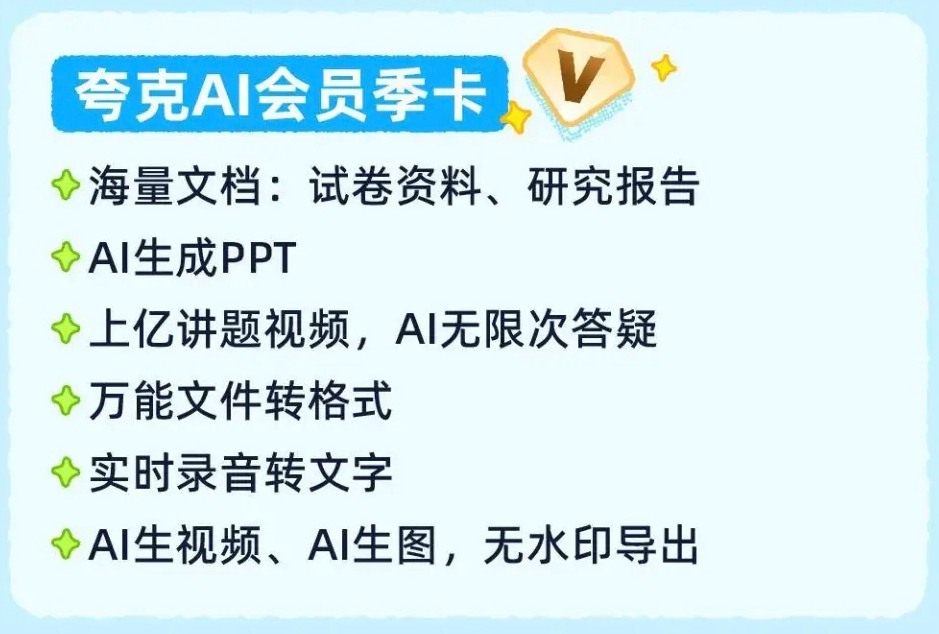 夸克AI会员季卡
V
海量文档：试卷资料、研究报告
AI生成PPT
上亿讲题视频，AI无限次答疑
万能文件转格式
实时录音转文字
AI生视频、AI生图，无水印导出